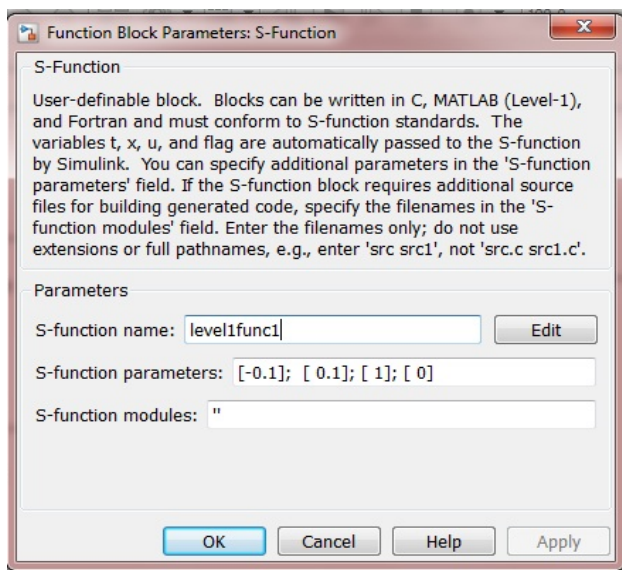 Function Block Parameters: S-Function
S-Function
User-definable block.  Blocks can be written in C, MATLAB (Level-1),
and Fortran and must conform to S-function standards.  The
variables t, x, u, and flag are automatically passed to the S-function
by Simulink.  You can specify additional parameters in the 'S-function
parameters' field. If the S-function block requires additional source
files for building generated code, specify the filenames in the 'S-
function modules' field. Enter the filenames only; do not use
extensions or full pathnames, e.g., enter 'src src1', not 'src.c src1.c'.
Parameters
S-function name: level1func1 Edit
S-function parameters: [-0.1];  [ 0.1]; [ 1]; [ 0]
S-function modules: ''
OK Cancel Help Apply